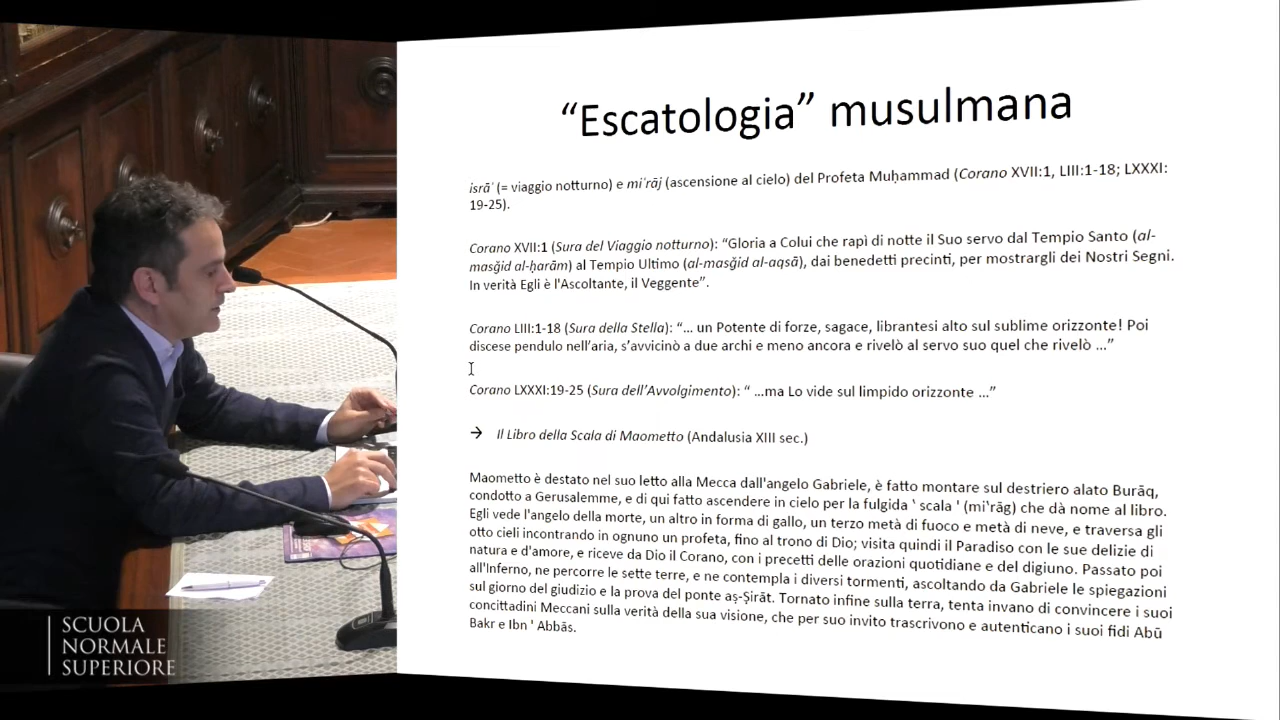 “Escatologia” musulmana
isrāʾ (= viaggio notturno) e miʿrāj (ascensione al cielo) del Profeta Muḥammad (Corano XVII:1, LIII:1-18; LXXXI:
19-25).
Corano XVII:1 (Sura del Viaggio notturno): “Gloria a Colui che rapì di notte il Suo servo dal Tempio Santo (al-
masǧid al-ḥarām) al Tempio Ultimo (al-masǧid al-aqsā), dai benedetti precinti, per mostrargli dei Nostri Segni.
In verità Egli è l'Ascoltante, il Veggente”.
Corano LIII:1-18 (Sura della Stella): “... un Potente di forze, sagace, librantesi alto sul sublime orizzonte! Poi
discese pendulo nell’aria, s’avvicinò a due archi e meno ancora e rivelò al servo suo quel che rivelò ...”
Corano LXXXI:19-25 (Sura dell’Avvolgimento): “ ...ma Lo vide sul limpido orizzonte ...”
→ Il Libro della Scala di Maometto (Andalusia XIII sec.)
Maometto è destato nel suo letto alla Mecca dall'angelo Gabriele, è fatto montare sul destriero alato Burāq,
condotto a Gerusalemme, e di qui fatto ascendere in cielo per la fulgida ‛ scala ' (mi‛rāg) che dà nome al libro.
Egli vede l'angelo della morte, un altro in forma di gallo, un terzo metà di fuoco e metà di neve, e traversa gli
otto cieli incontrando in ognuno un profeta, fino al trono di Dio; visita quindi il Paradiso con le sue delizie di
natura e d'amore, e riceve da Dio il Corano, con i precetti delle orazioni quotidiane e del digiuno. Passato poi
all'Inferno, ne percorre le sette terre, e ne contempla i diversi tormenti, ascoltando da Gabriele le spiegazioni
sul giorno del giudizio e la prova del ponte aṣ-Ṣirāt. Tornato infine sulla terra, tenta invano di convincere i suoi
concittadini Meccani sulla verità della sua visione, che per suo invito trascrivono e autenticano i suoi fidi Abū
Bakr e Ibn ' Abbās.
SCUOLA
NORMALE
SUPERIORE